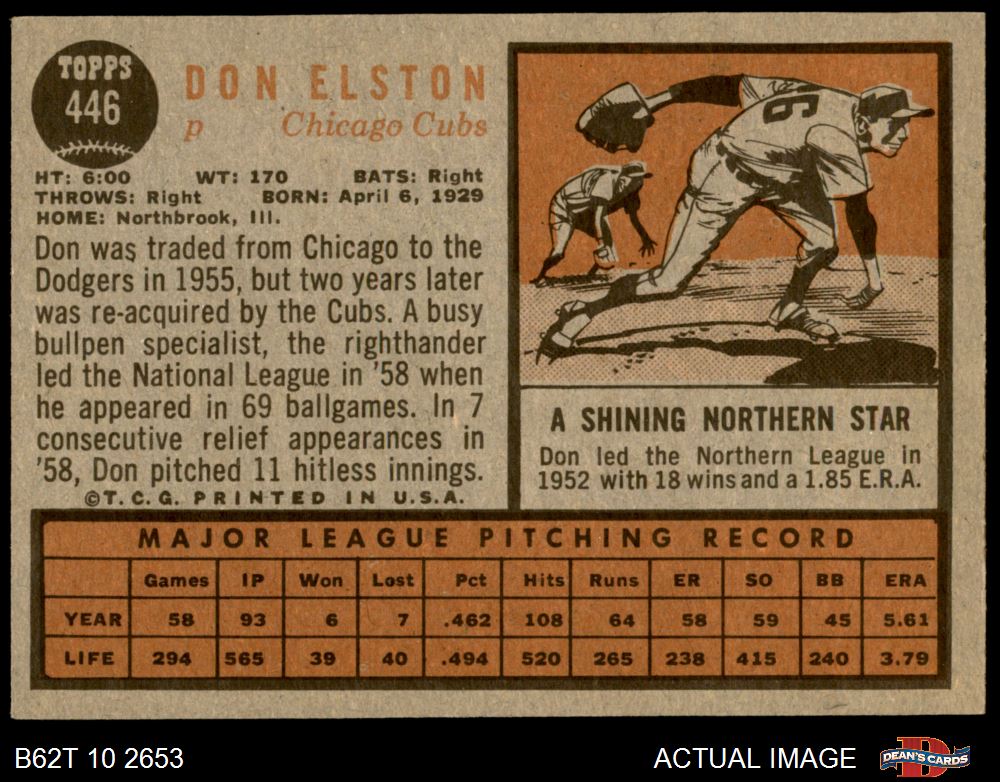 TOPPS
446
DON ELSTON
p Chicago Cubs
HT: 6:00 WT: 170 BATS: Right
THROWS: Right BORN: April 6, 1929
HOME: Northbrook, Ill.
Don was traded from Chicago to the
Dodgers in 1955, but two years later
was re-acquired by the Cubs. A busy
bullpen specialist, the righthander
led the National League in '58 when
he appeared in 69 ballgames. In 7
consecutive relief appearances in
'58, Don pitched 11 hitless innings.
©T.C.G. PRINTED IN U.S.A.
A SHINING NORTHERN STAR
Don led the Northern League in
1952 with 18 wins and a 1.85 E.R.A.
MAJOR LEAGUE PITCHING RECORD
Games IP Won Lost Pct Hits Runs ER SO BB ERA
YEAR 58 93 6 7 .462 108 64 58 59 45 5.61
LIFE 294 565 39 40 .494 520 265 238 415 240 3.79
B62T 10 2653 ACTUAL IMAGE DEAN'S CARDS